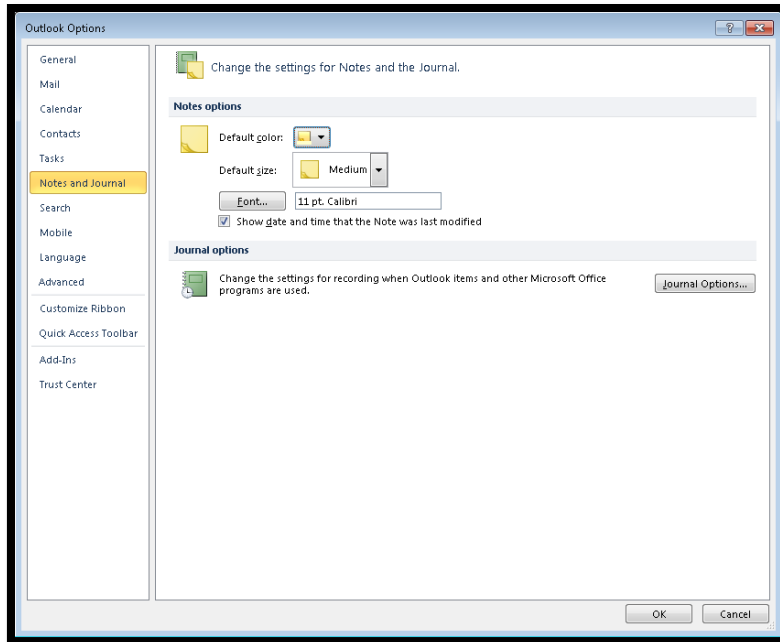 Outlook Options
General
Mail
Calendar
Contacts
Tasks
Notes and Journal
Search
Mobile
Language
Advanced
Customize Ribbon
Quick Access Toolbar
Add-Ins
Trust Center
Change the settings for Notes and the Journal.
Notes options
Default color:
Default size: Medium
Font... 11 pt. Calibri
Show date and time that the Note was last modified
Journal options
Change the settings for recording when Outlook items and other Microsoft Office
programs are used.
Journal Options...
OK Cancel